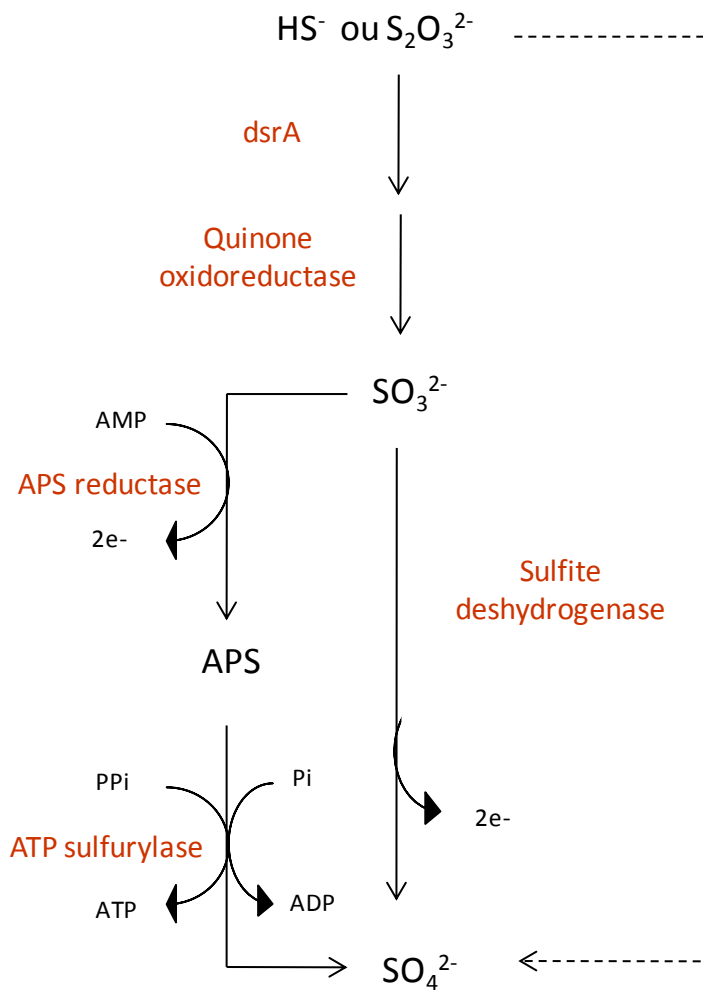 HS⁻ ou S₂O₃²⁻
dsrA
Quinone
oxidoreductase
SO₃²⁻
AMP
APS reductase
2e-
Sulfite
deshydrogenase
APS
PPi
Pi
2e-
ATP sulfurylase
ATP
ADP
SO₄²⁻